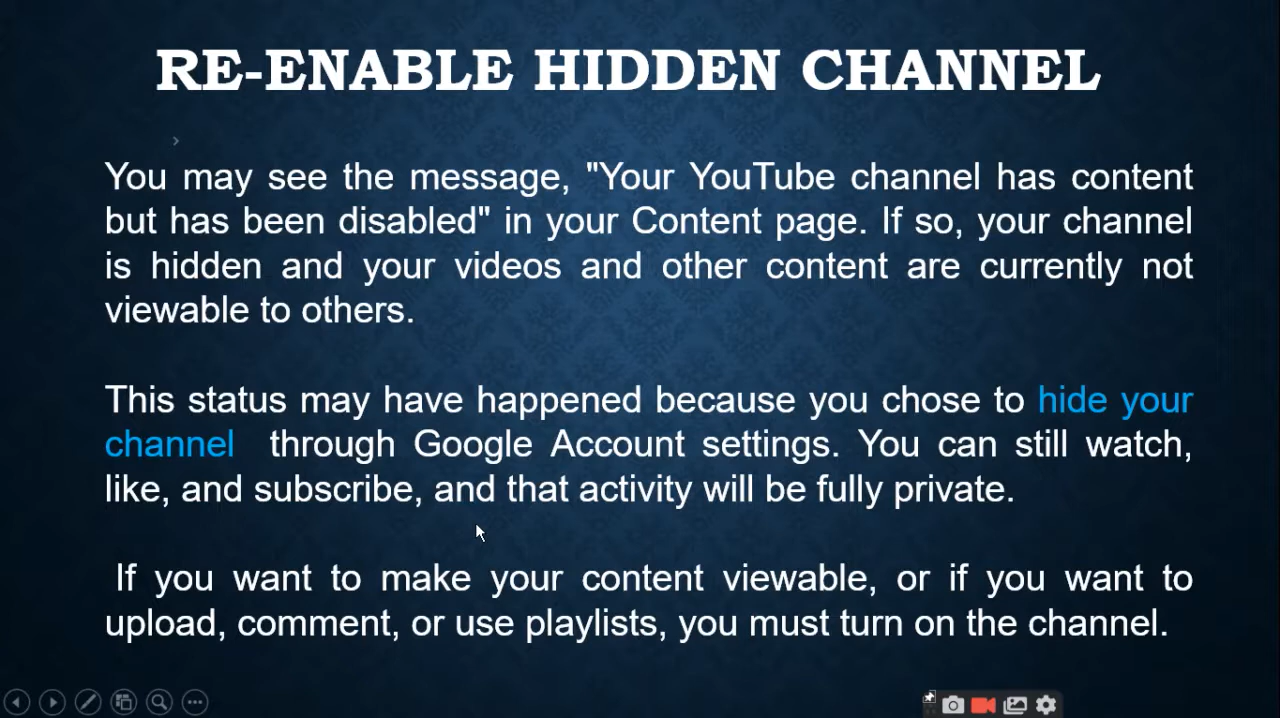 RE-ENABLE HIDDEN CHANNEL
You may see the message, "Your YouTube channel has content
but has been disabled" in your Content page. If so, your channel
is hidden and your videos and other content are currently not
viewable to others.
This status may have happened because you chose to hide your
channel through Google Account settings. You can still watch,
like, and subscribe, and that activity will be fully private.
If you want to make your content viewable, or if you want to
upload, comment, or use playlists, you must turn on the channel.